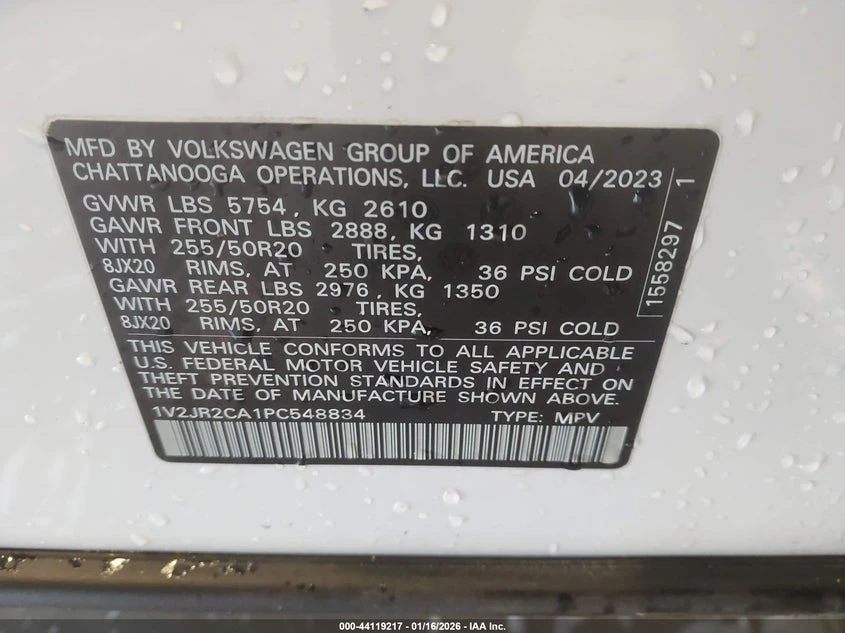 MFD BY VOLKSWAGEN GROUP OF AMERICA
CHATTANOOGA OPERATIONS, LLC. USA 04/2023
GVWR LBS 5754, KG 2610
GAWR FRONT LBS 2888, KG 1310
WITH 255/50R20 TIRES,
8JX20 RIMS, AT 250 KPA, 36 PSI COLD
GAWR REAR LBS 2976, KG 1350
WITH 255/50R20 TIRES,
8JX20 RIMS, AT 250 KPA, 36 PSI COLD
THIS VEHICLE CONFORMS TO ALL APPLICABLE
U.S. FEDERAL MOTOR VEHICLE SAFETY AND
THEFT PREVENTION STANDARDS IN EFFECT ON
THE DATE OF MANUFACTURE SHOWN ABOVE.
1V2JR2CA1PC548834 TYPE: MPV
1558297 1
000-44119217 - 01/16/2026 - IAA Inc.